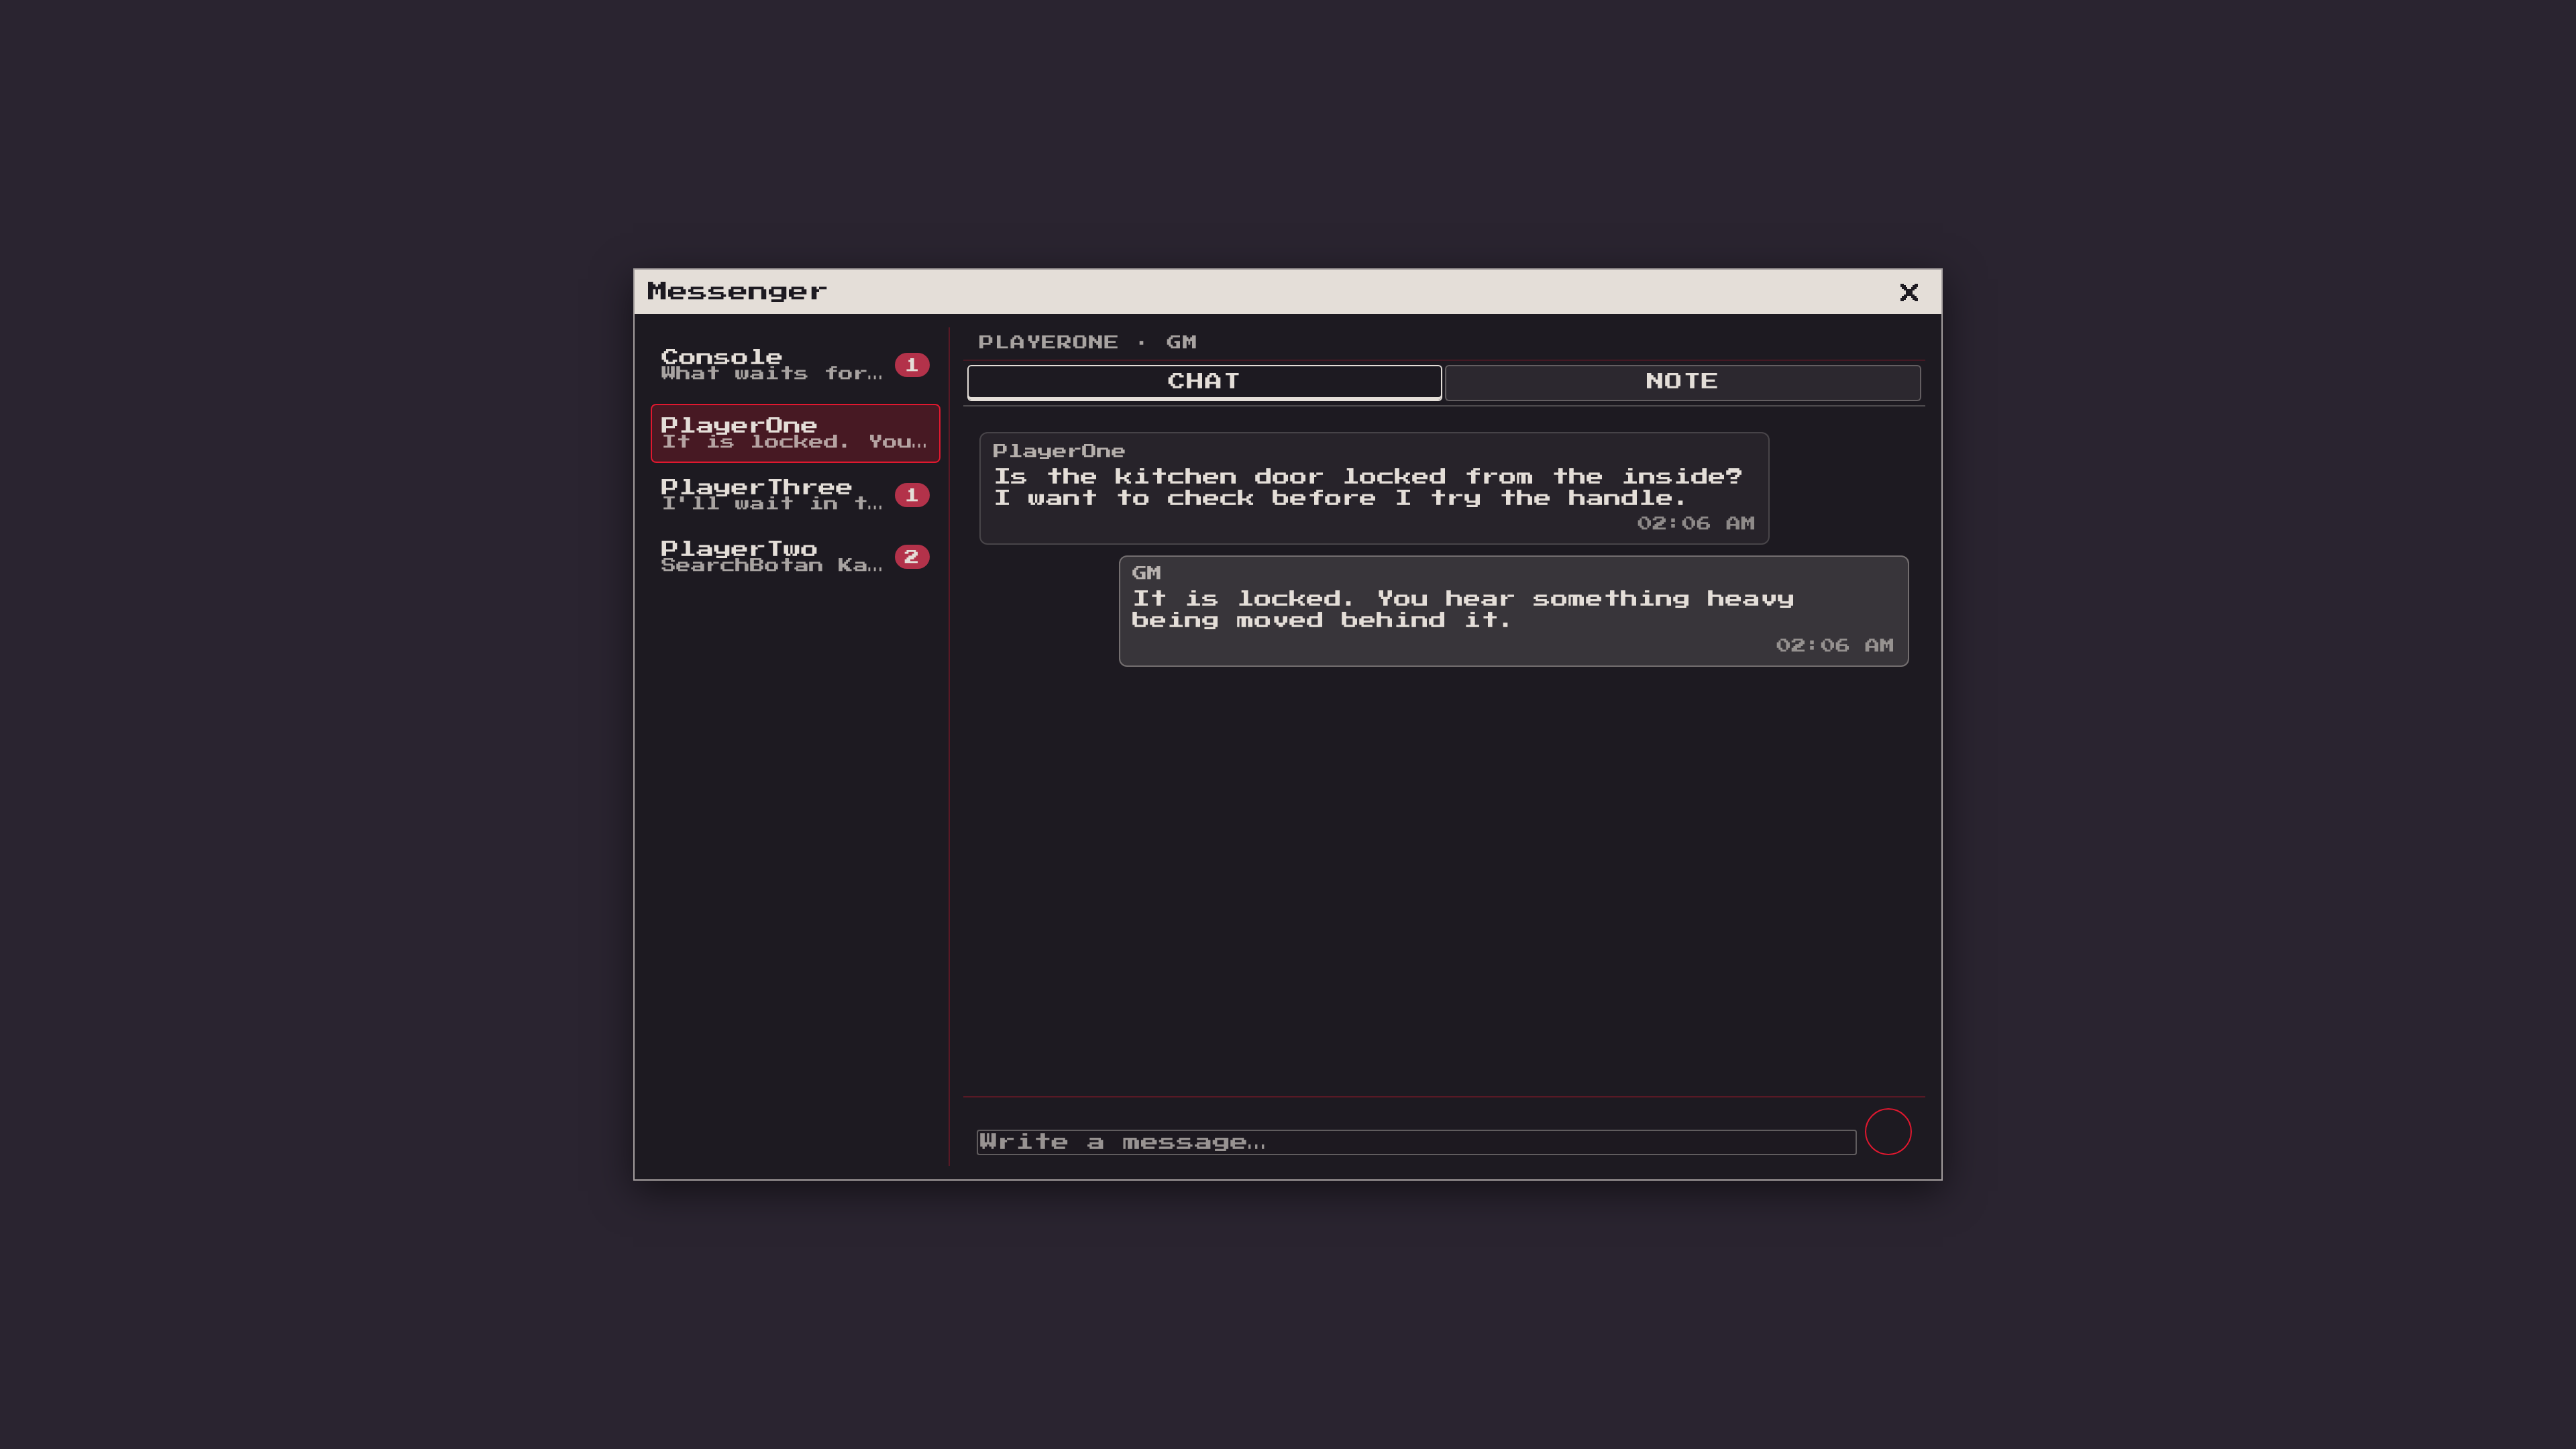 Messenger
Console
What waits for…
1
PlayerOne
It is locked. You…
PlayerThree
I'll wait in t…
1
PlayerTwo
SearchBotan Ka…
2
PLAYERONE · GM
CHAT
NOTE
PlayerOne
Is the kitchen door locked from the inside?
I want to check before I try the handle.
02:06 AM
GM
It is locked. You hear something heavy
being moved behind it.
02:06 AM
Write a message…